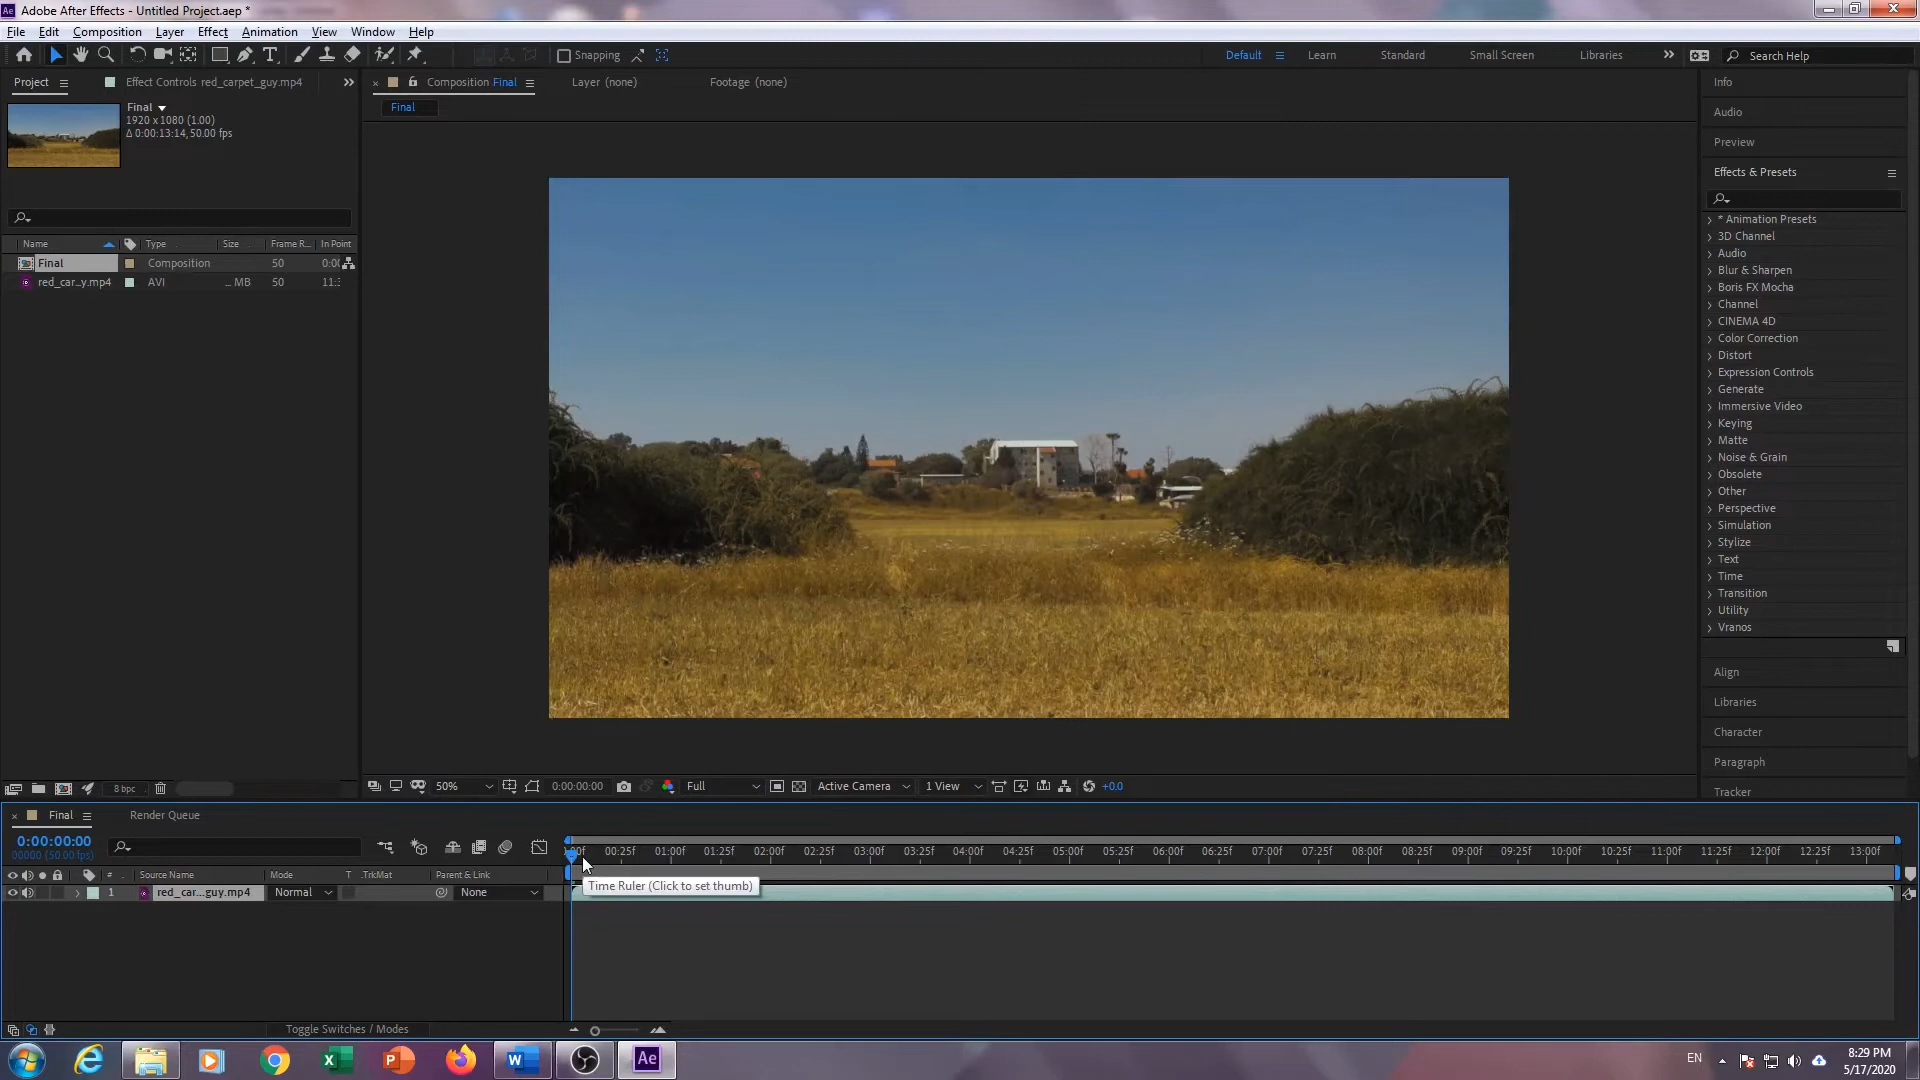 Adobe After Effects - Untitled Project.aep *
File Edit Composition Layer Effect Animation View Window Help
Snapping
Default Learn Standard Small Screen Libraries Search Help
Project Effect Controls red_carpet_guy.mp4
Composition Final Layer (none) Footage (none)
Final
Final
1920 x 1080 (1.00)
Δ 0:00:13:14, 50.00 fps
Name Type Size Frame R... In Point
Final Composition 50 0:00
red_car...y.mp4 AVI ... MB 50
Info
Audio
Preview
Effects & Presets
* Animation Presets
3D Channel
Audio
Blur & Sharpen
Boris FX Mocha
Channel
CINEMA 4D
Color Correction
Distort
Expression Controls
Generate
Immersive Video
Keying
Matte
Noise & Grain
Obsolete
Other
Perspective
Simulation
Stylize
Text
Time
Transition
Utility
Vranos
Align
Libraries
Character
Paragraph
Tracker
8 bpc
50% 0:00:00:00 Full Active Camera 1 View +0.0
Final Render Queue
0:00:00:00
00000 (50.00 fps)
00:25f 01:00f 01:25f 02:00f 02:25f 03:00f 03:25f 04:00f 04:25f 05:00f 05:25f 06:00f 06:25f 07:00f 07:25f 08:00f 08:25f 09:00f 09:25f 10:00f 10:25f 11:00f 11:25f 12:00f 12:25f 13:00f
# Source Name Mode T .TrkMat Parent & Link
1 red_car...guy.mp4 Normal None
Time Ruler (Click to set thumb)
Toggle Switches / Modes
EN
8:29 PM
5/17/2020